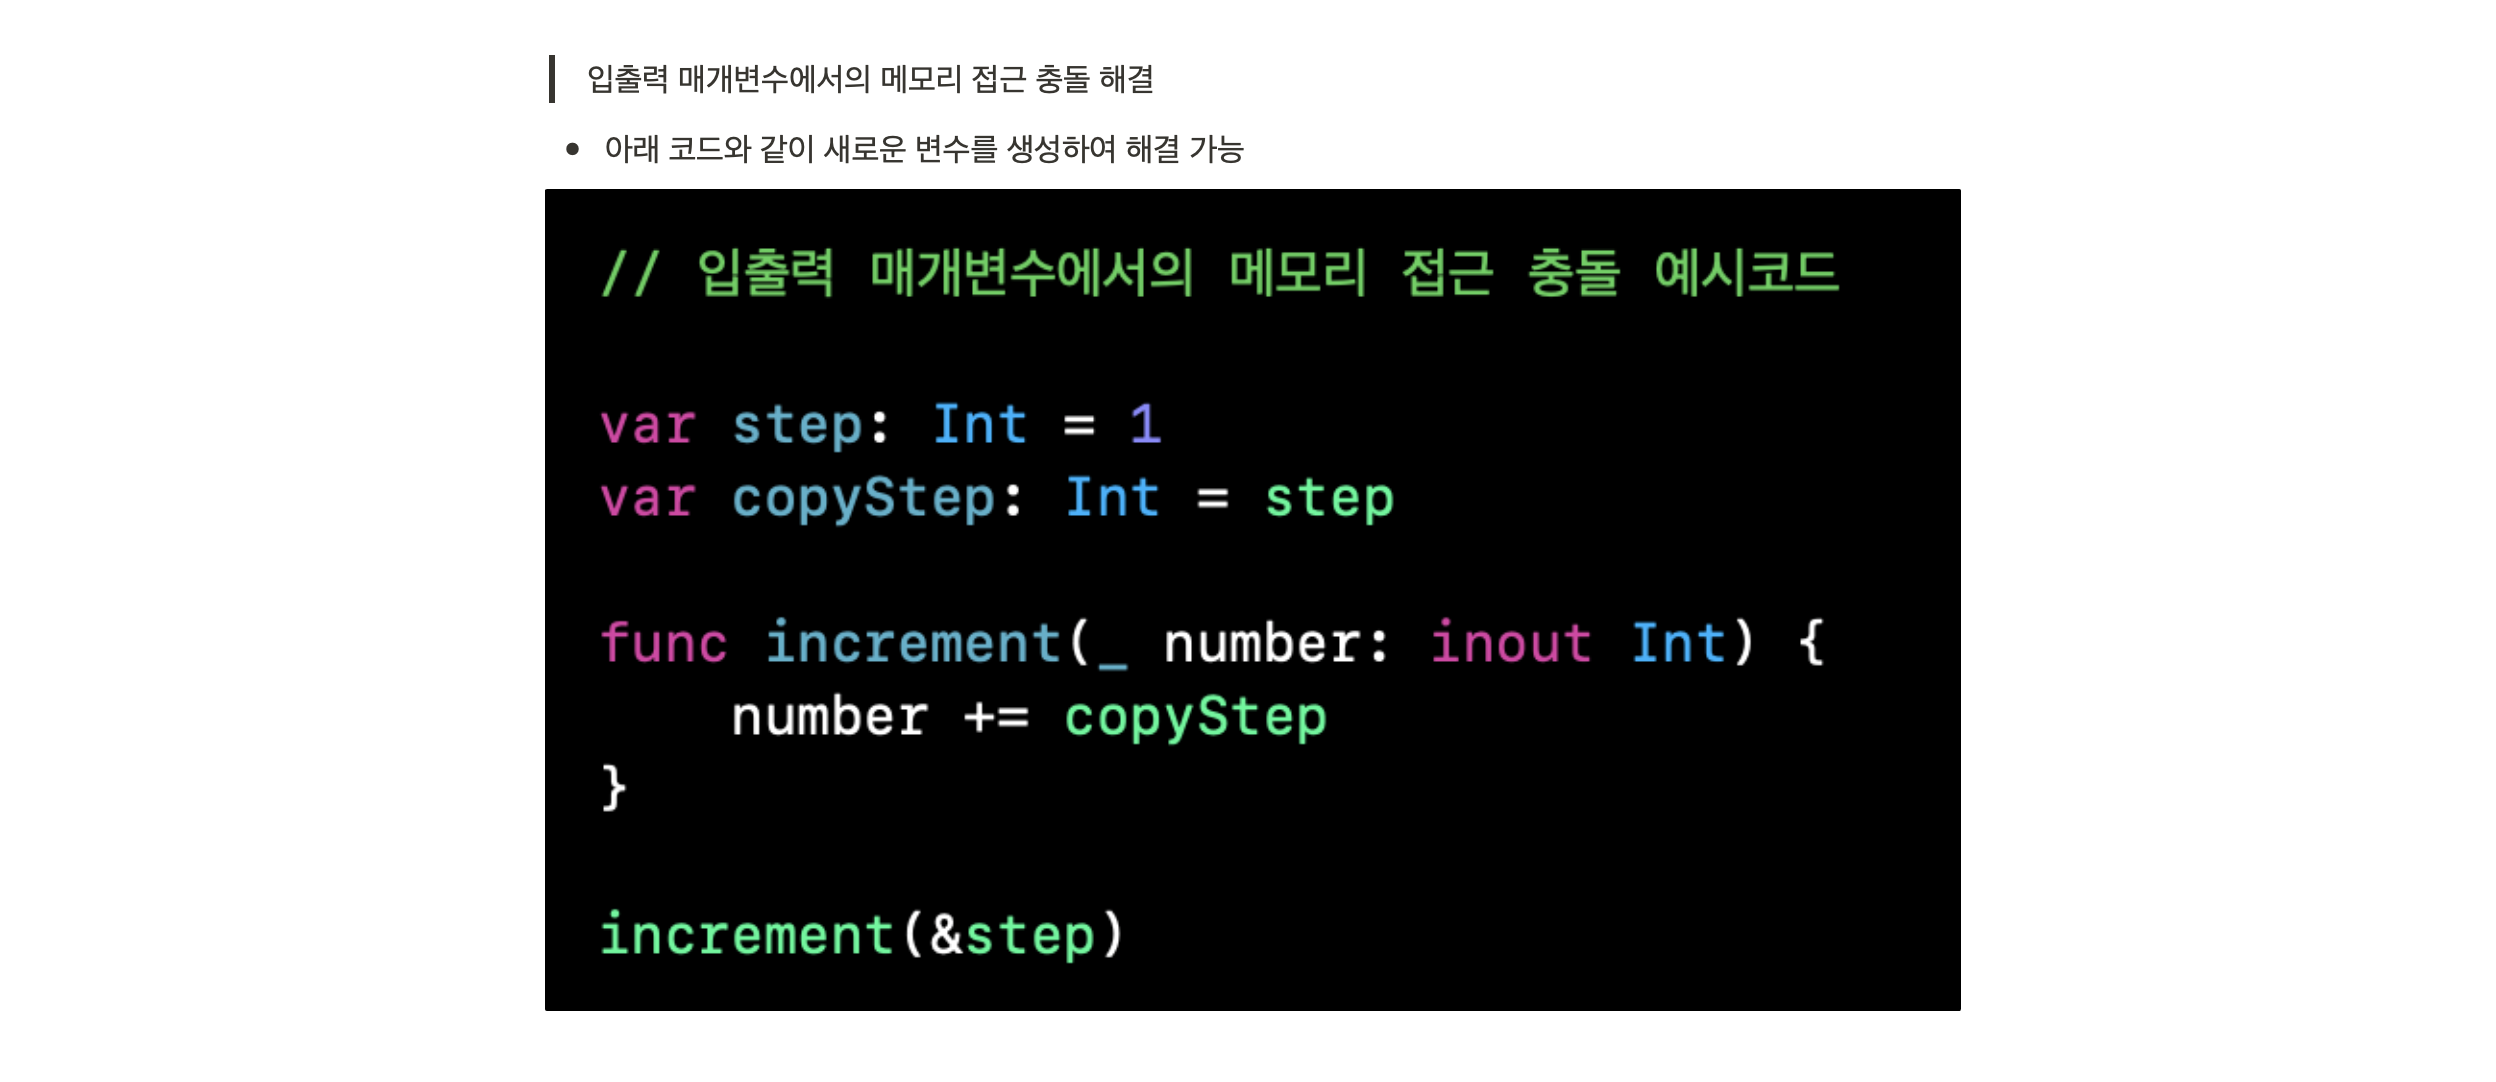 입출력 매개변수에서의 메모리 접근 충돌 해결
• 아래 코드와 같이 새로운 변수를 생성하여 해결 가능
// 입출력 매개변수에서의 메모리 접근 충돌 예시코드
var step: Int = 1
var copyStep: Int = step
func increment(_ number: inout Int) {
    number += copyStep
}
increment(&step)